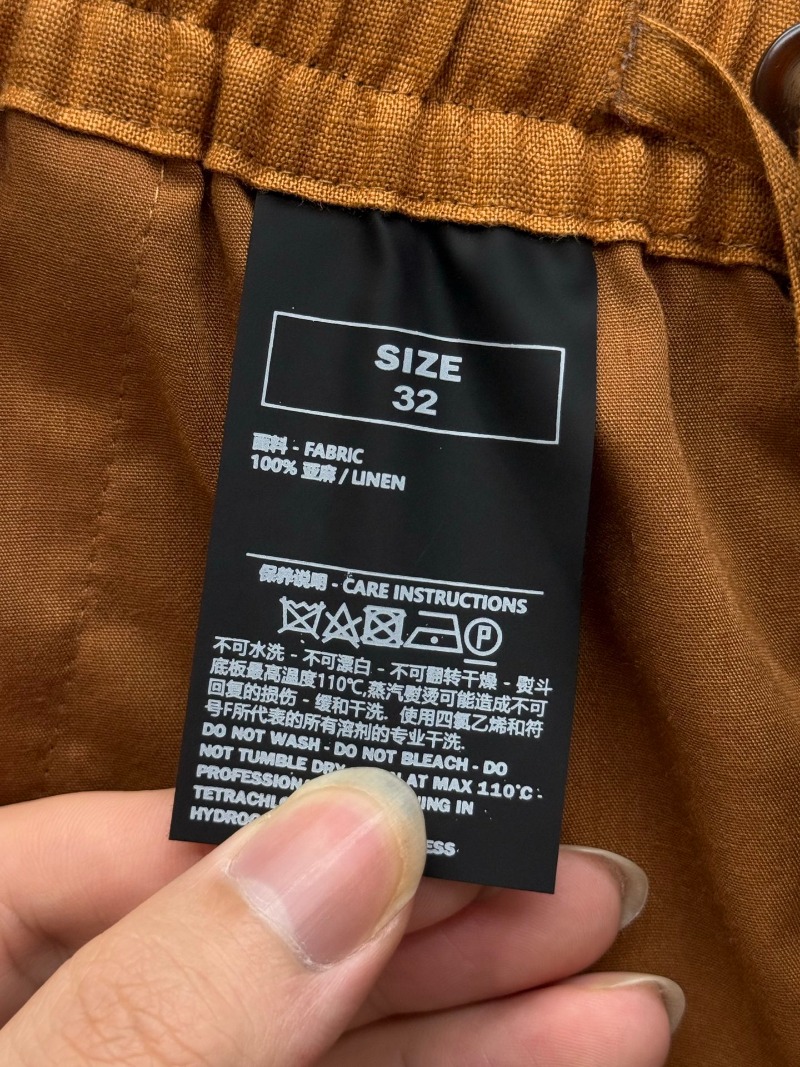 SIZE
32
面料 - FABRIC
100% 亚麻 / LINEN
保养说明 - CARE INSTRUCTIONS
P
不可水洗 - 不可漂白 - 不可翻转干燥 - 熨斗
底板最高温度110℃,蒸汽熨烫可能造成不可
回复的损伤 - 缓和干洗. 使用四氯乙烯和符
号F所代表的所有溶剂的专业干洗.
DO NOT WASH - DO NOT BLEACH - DO
NOT TUMBLE DRY AT MAX 110°C -